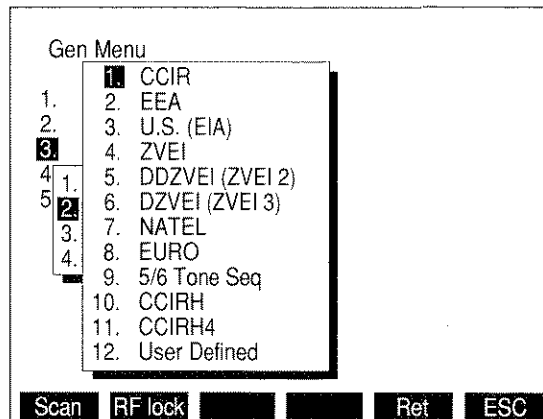 Gen Menu
1.
2.
3.
4
5
1.
2.
3.
4.
1. CCIR
2. EEA
3. U.S. (EIA)
4. ZVEI
5. DDZVEI (ZVEI 2)
6. DZVEI (ZVEI 3)
7. NATEL
8. EURO
9. 5/6 Tone Seq
10. CCIRH
11. CCIRH4
12. User Defined
Scan RF lock Ret ESC